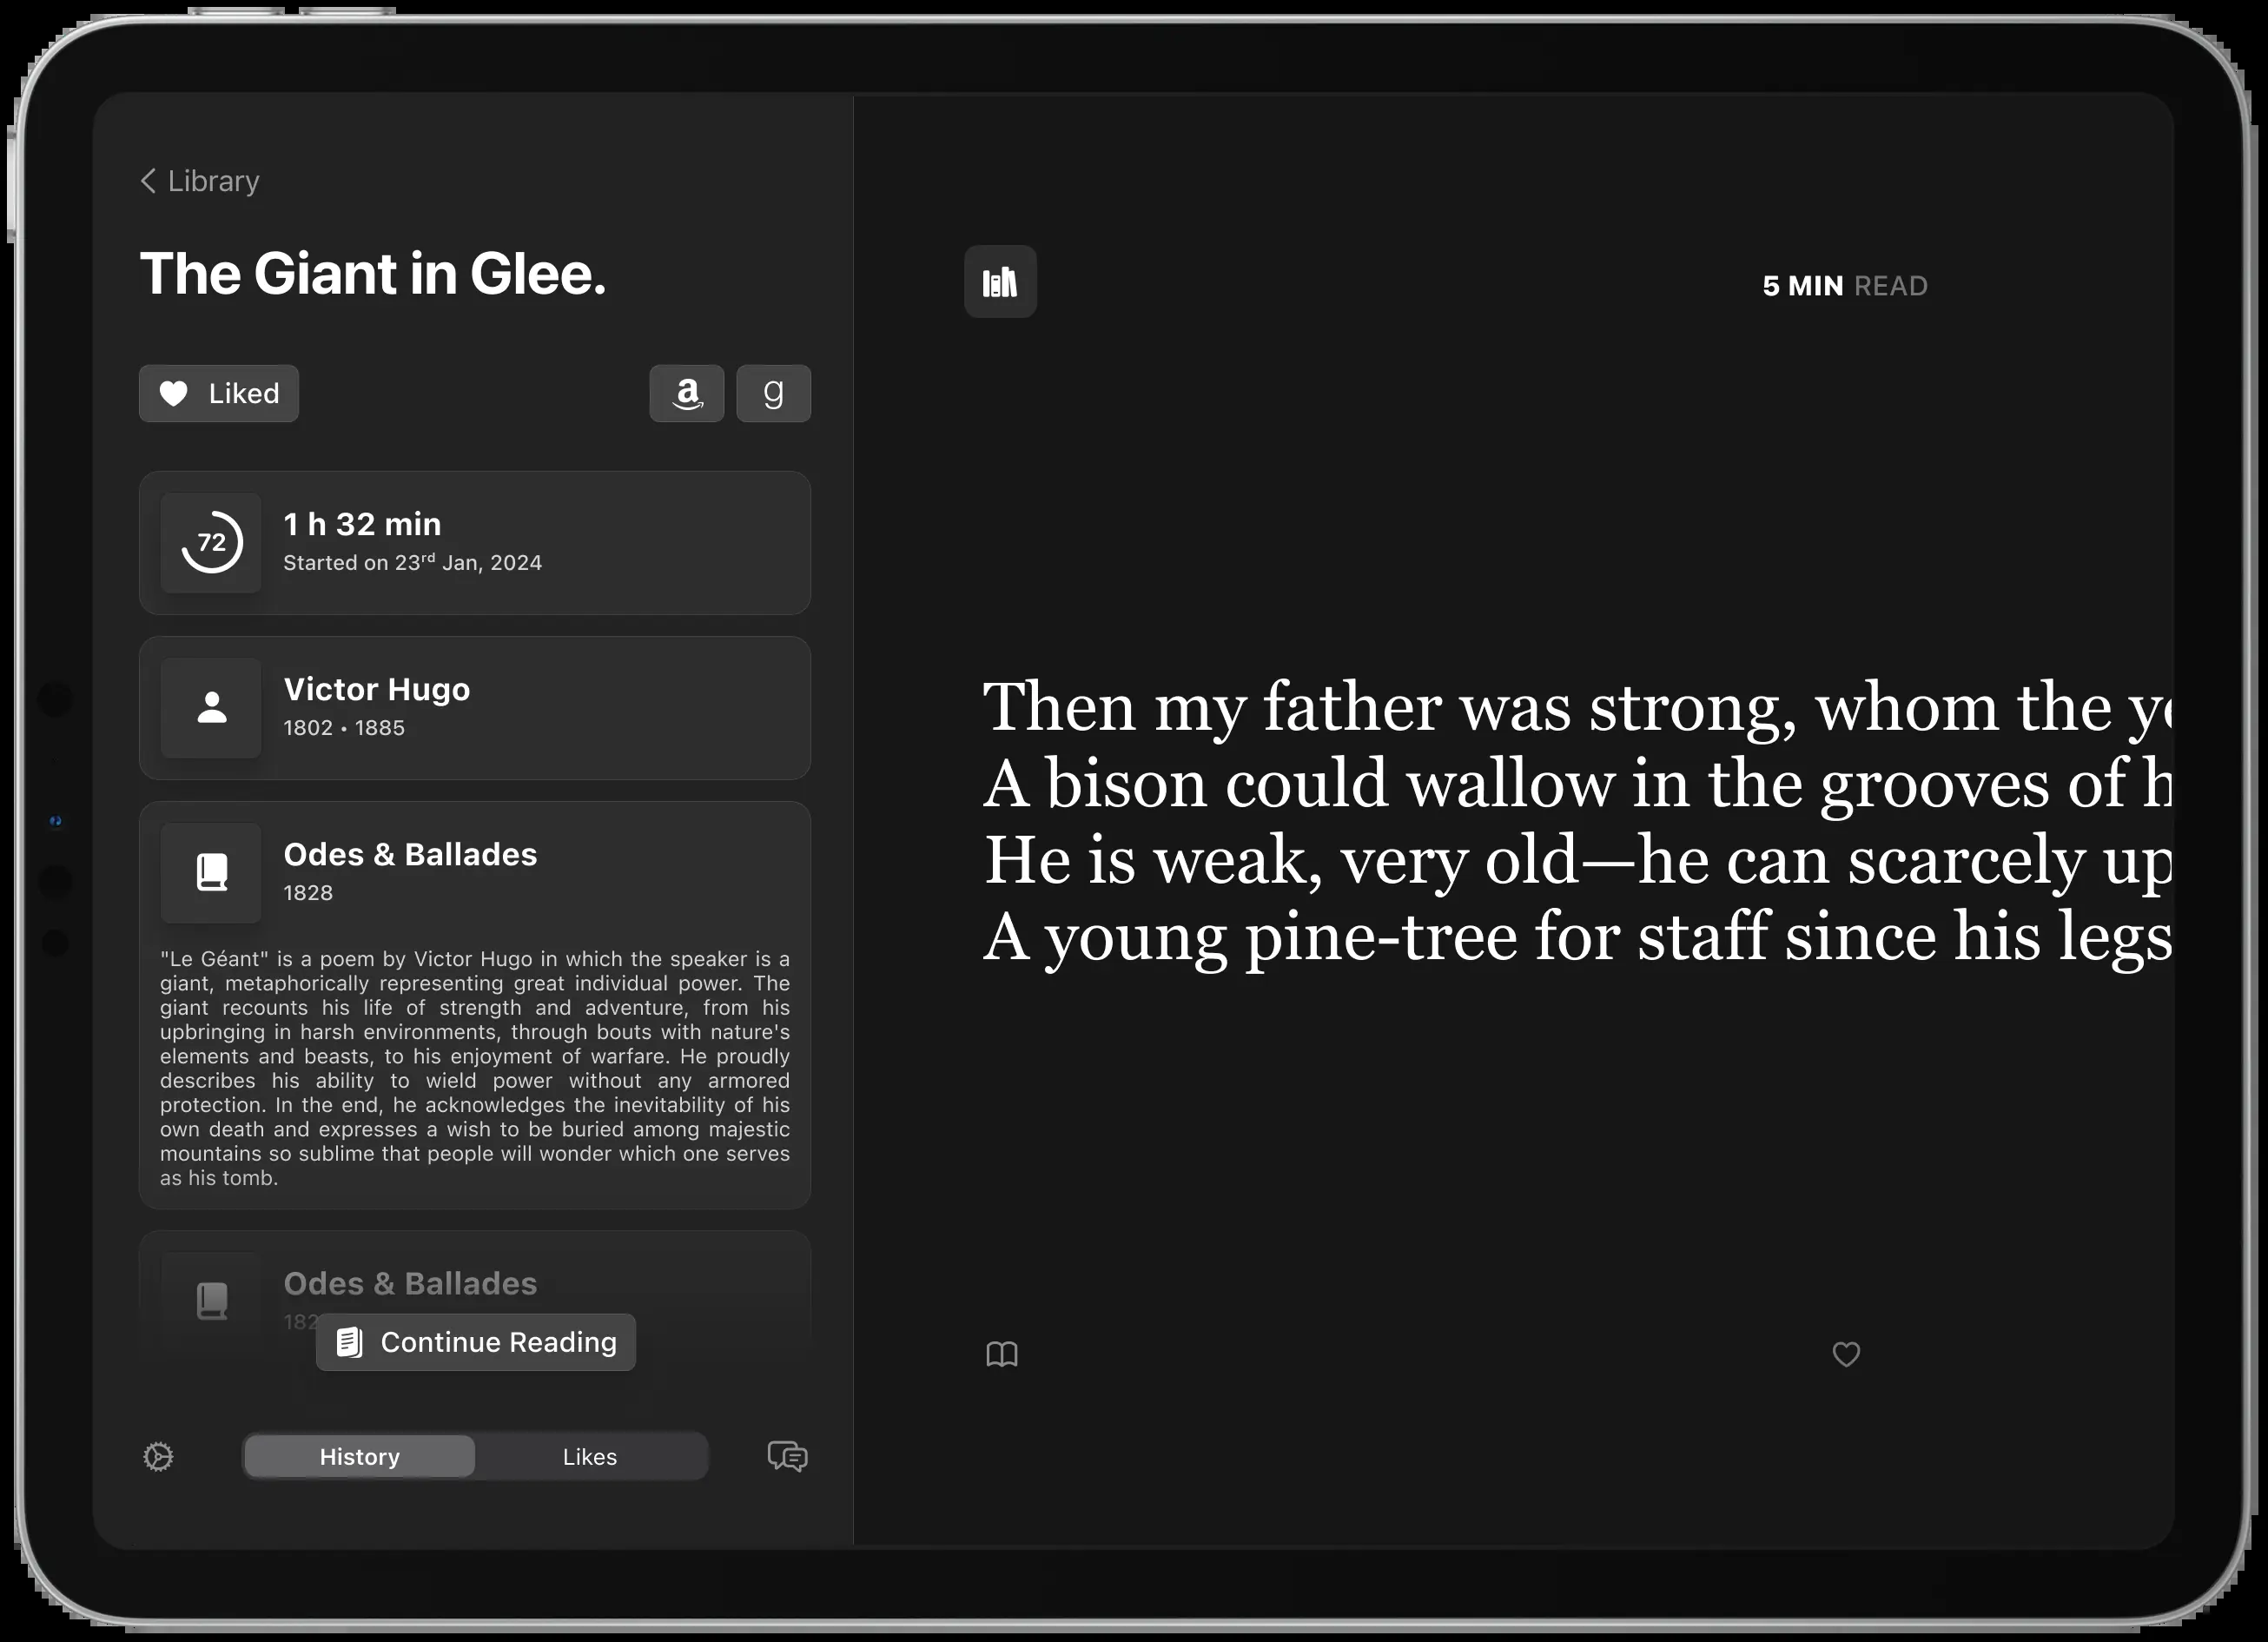 Library
The Giant in Glee.
Liked
a
g
72
1 h 32 min
Started on 23rd Jan, 2024
Victor Hugo
1802 • 1885
Odes & Ballades
1828
"Le Géant" is a poem by Victor Hugo in which the speaker is a
giant, metaphorically representing great individual power. The
giant recounts his life of strength and adventure, from his
upbringing in harsh environments, through bouts with nature's
elements and beasts, to his enjoyment of warfare. He proudly
describes his ability to wield power without any armored
protection. In the end, he acknowledges the inevitability of his
own death and expresses a wish to be buried among majestic
mountains so sublime that people will wonder which one serves
as his tomb.
Odes & Ballades
182
Continue Reading
History
Likes
5 MIN READ
Then my father was strong, whom the
A bison could wallow in the grooves of
He is weak, very old—he can scarcely up
A young pine-tree for staff since his legs